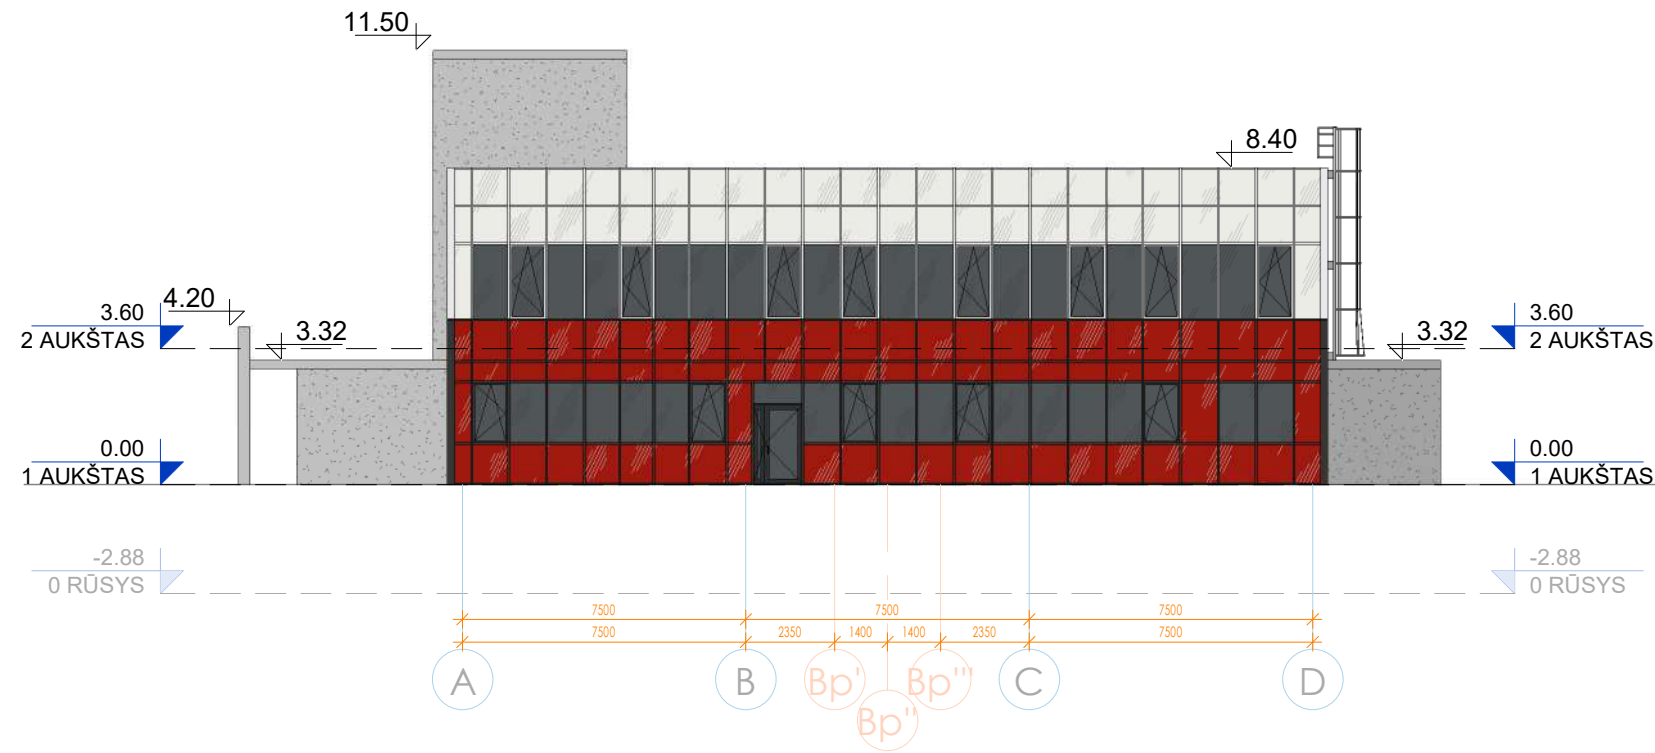 11.50
8.40
4.20
3.60
2 AUKŠTAS
3.32
3.60
2 AUKŠTAS
3.32
0.00
1 AUKŠTAS
0.00
1 AUKŠTAS
-2.88
0 RŪSYS
-2.88
0 RŪSYS
7500 7500 7500
7500 2350 1400 1400 2350 7500
A B Bp' Bp''' C D
Bp''